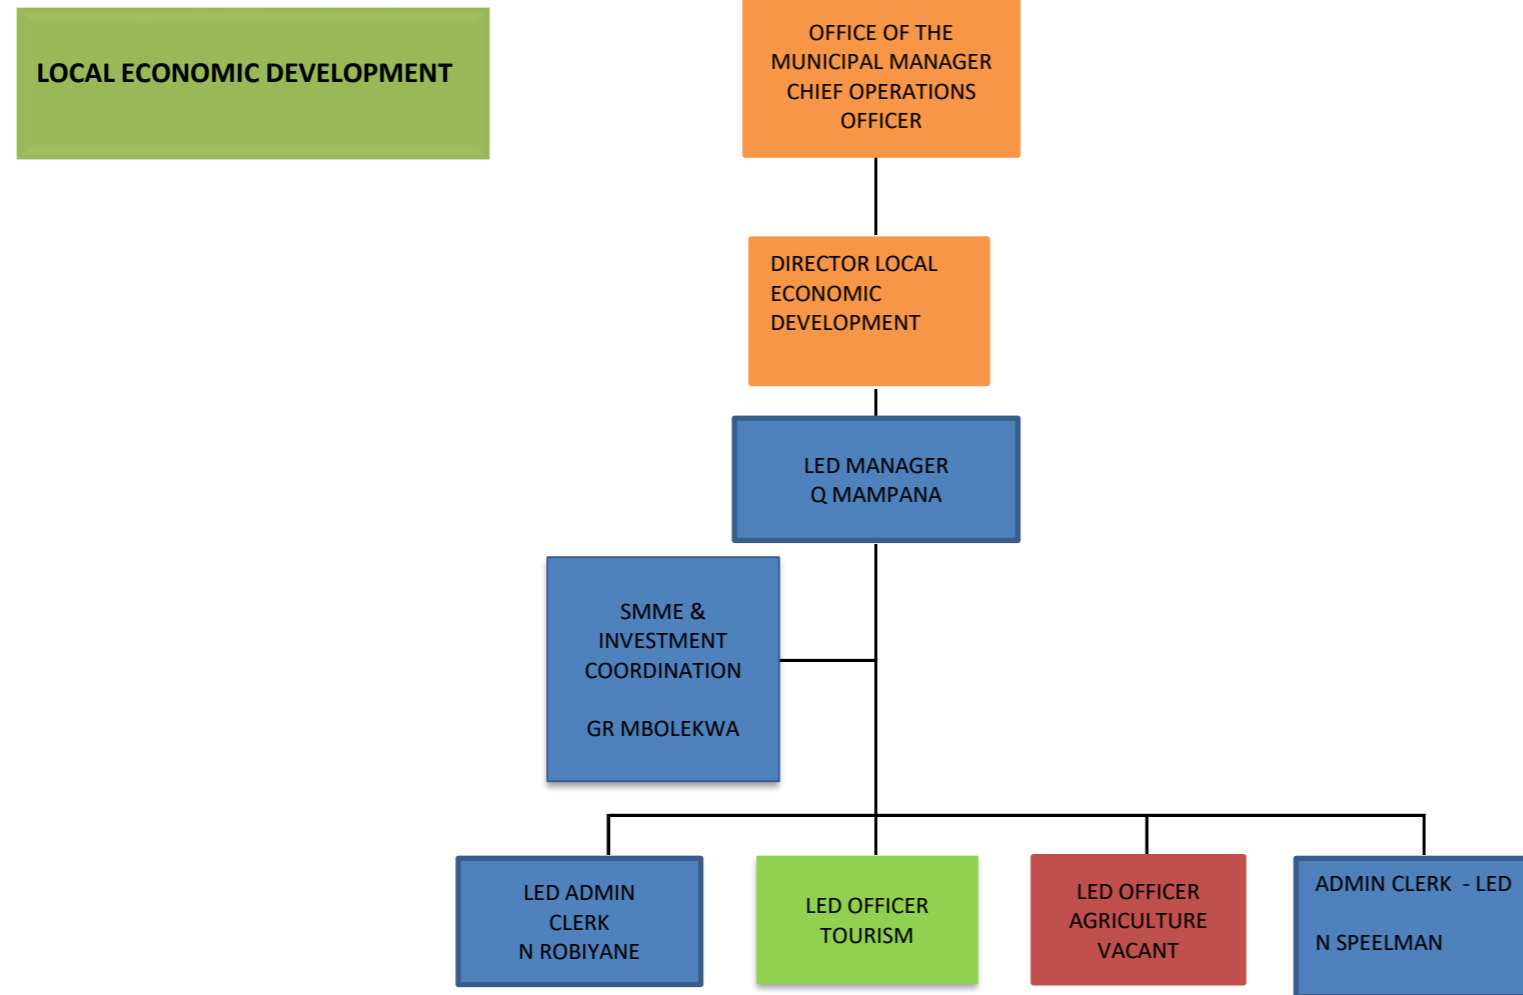 LOCAL ECONOMIC DEVELOPMENT
OFFICE OF THE
MUNICIPAL MANAGER
CHIEF OPERATIONS
OFFICER
DIRECTOR LOCAL
ECONOMIC
DEVELOPMENT
LED MANAGER
Q MAMPANA
SMME &
INVESTMENT
COORDINATION
GR MBOLEKWA
LED ADMIN
CLERK
N ROBIYANE
LED OFFICER
TOURISM
LED OFFICER
AGRICULTURE
VACANT
ADMIN CLERK - LED
N SPEELMAN